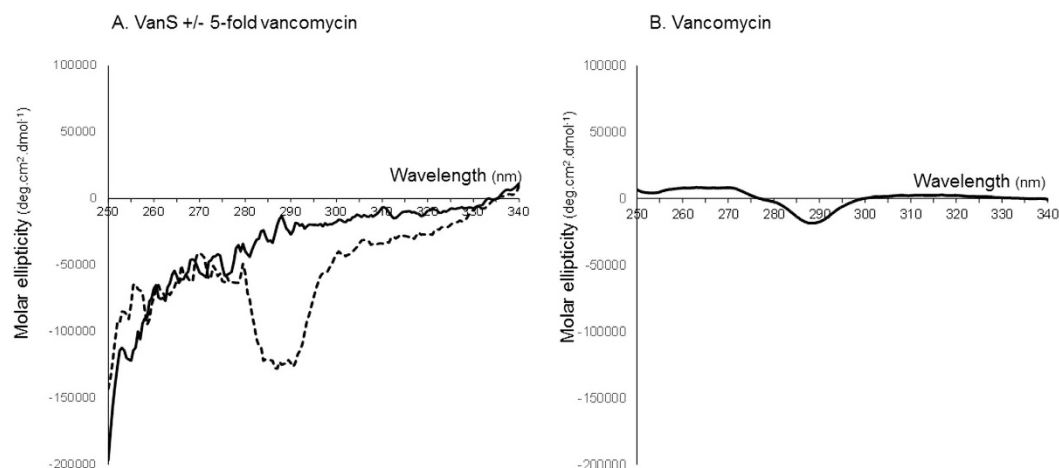 A. VanS +/- 5-fold vancomycin
Molar ellipticity (deg.cm².dmol⁻¹)
100000
50000
0
-50000
-100000
-150000
-200000
Wavelength (nm)
250 260 270 280 290 300 310 320 330 340
B. Vancomycin
Molar ellipticity (deg.cm².dmol⁻¹)
100000
50000
0
-50000
-100000
-150000
-200000
Wavelength (nm)
250 260 270 280 290 300 310 320 330 340